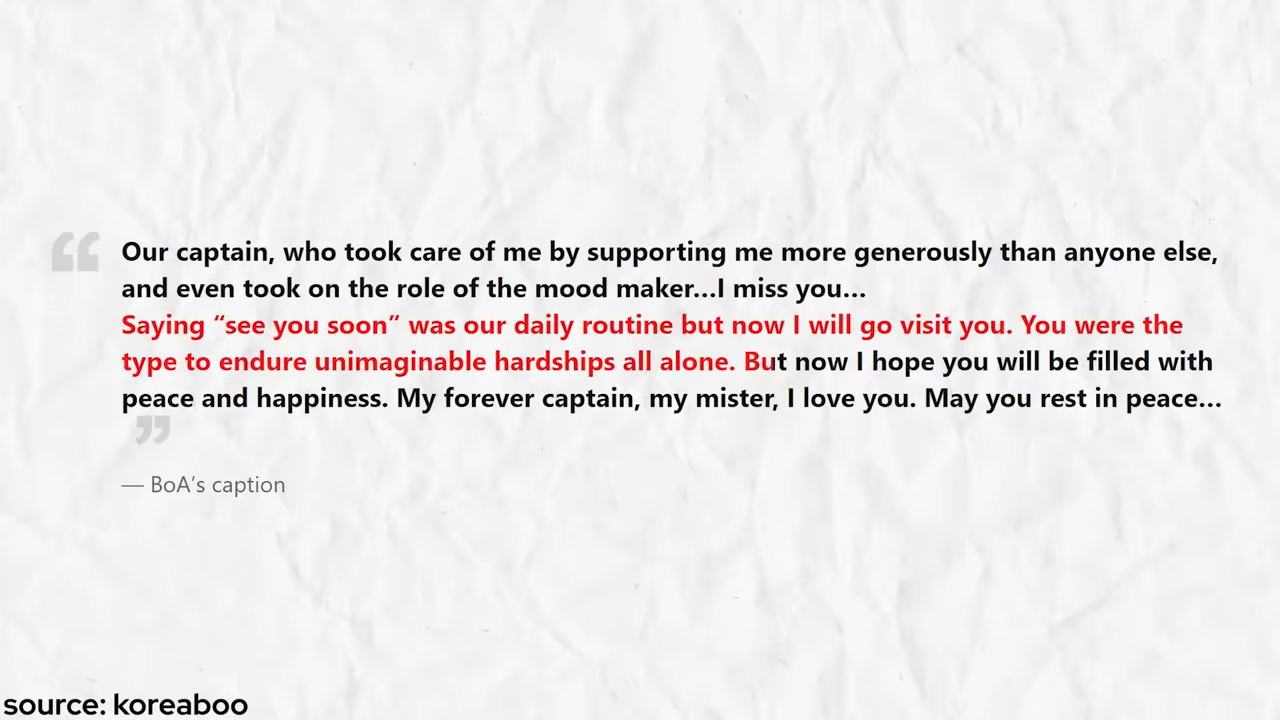 Our captain, who took care of me by supporting me more generously than anyone else,
and even took on the role of the mood maker...I miss you...
Saying “see you soon” was our daily routine but now I will go visit you. You were the
type to endure unimaginable hardships all alone. But now I hope you will be filled with
peace and happiness. My forever captain, my mister, I love you. May you rest in peace...
— BoA’s caption
source: koreaboo